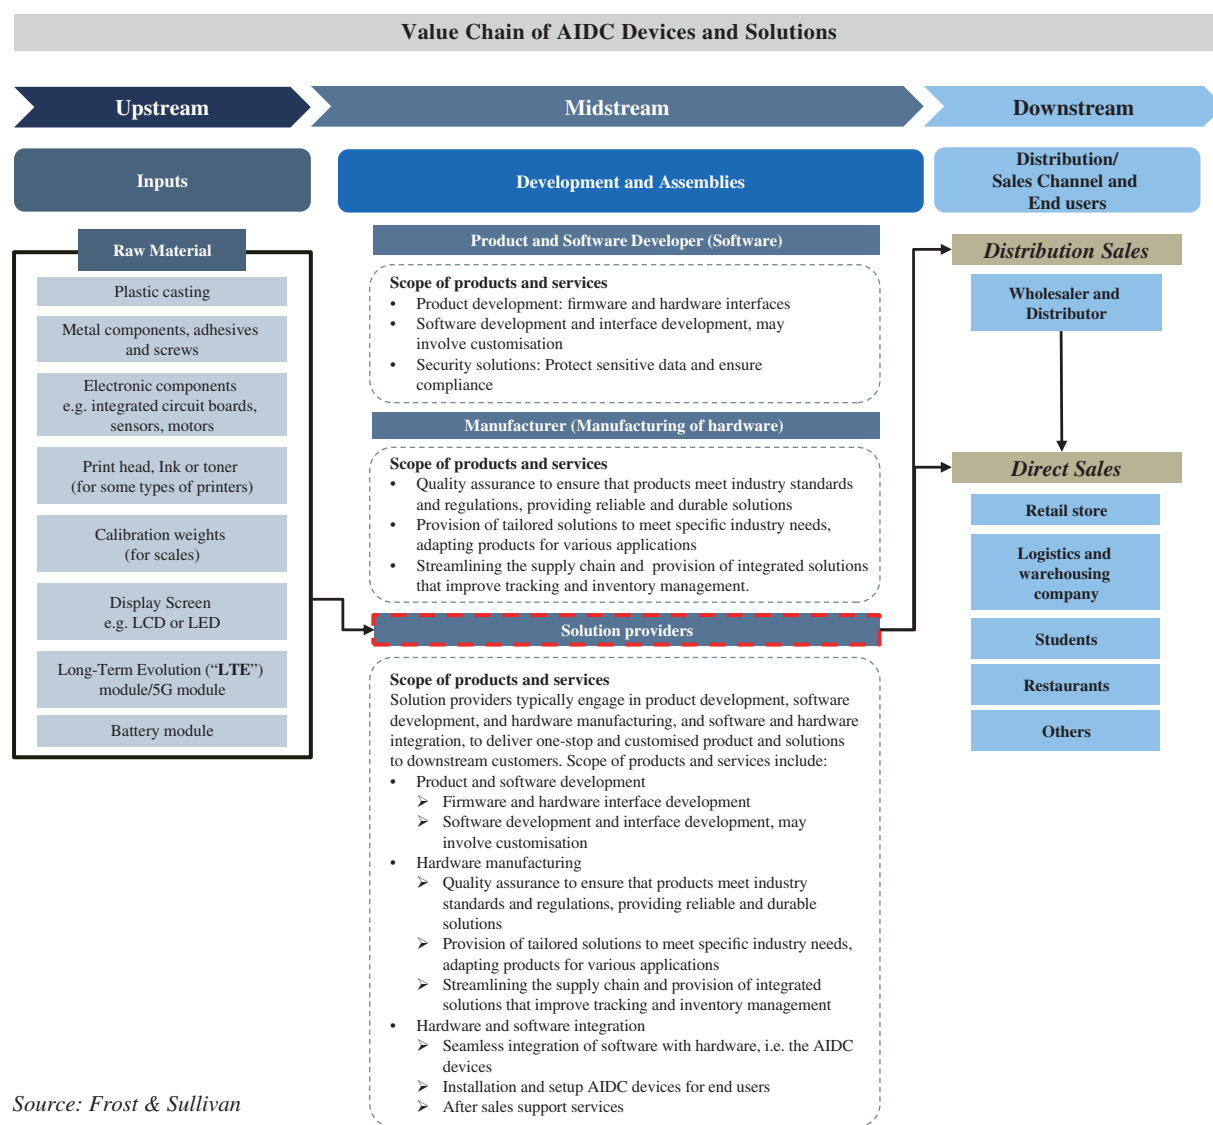 Value Chain of AIDC Devices and Solutions
Upstream
Midstream
Downstream
Inputs
Development and Assemblies
Distribution/
Sales Channel and
End users
Raw Material
Plastic casting
Metal components, adhesives
and screws
Electronic components
e.g. integrated circuit boards,
sensors, motors
Print head, Ink or toner
(for some types of printers)
Calibration weights
(for scales)
Display Screen
e.g. LCD or LED
Long-Term Evolution (“LTE”)
module/5G module
Battery module
Product and Software Developer (Software)
Scope of products and services
• Product development: firmware and hardware interfaces
• Software development and interface development, may
involve customisation
• Security solutions: Protect sensitive data and ensure
compliance
Manufacturer (Manufacturing of hardware)
Scope of products and services
• Quality assurance to ensure that products meet industry standards
and regulations, providing reliable and durable solutions
• Provision of tailored solutions to meet specific industry needs,
adapting products for various applications
• Streamlining the supply chain and provision of integrated solutions
that improve tracking and inventory management.
Solution providers
Scope of products and services
Solution providers typically engage in product development, software
development, and hardware manufacturing, and software and hardware
integration, to deliver one-stop and customised product and solutions
to downstream customers. Scope of products and services include:
• Product and software development
➢ Firmware and hardware interface development
➢ Software development and interface development, may
involve customisation
• Hardware manufacturing
➢ Quality assurance to ensure that products meet industry
standards and regulations, providing reliable and durable
solutions
➢ Provision of tailored solutions to meet specific industry needs,
adapting products for various applications
➢ Streamlining the supply chain and provision of integrated
solutions that improve tracking and inventory management
• Hardware and software integration
➢ Seamless integration of software with hardware, i.e. the AIDC
devices
➢ Installation and setup AIDC devices for end users
➢ After sales support services
Distribution Sales
Wholesaler and
Distributor
Direct Sales
Retail store
Logistics and
warehousing
company
Students
Restaurants
Others
Source: Frost & Sullivan